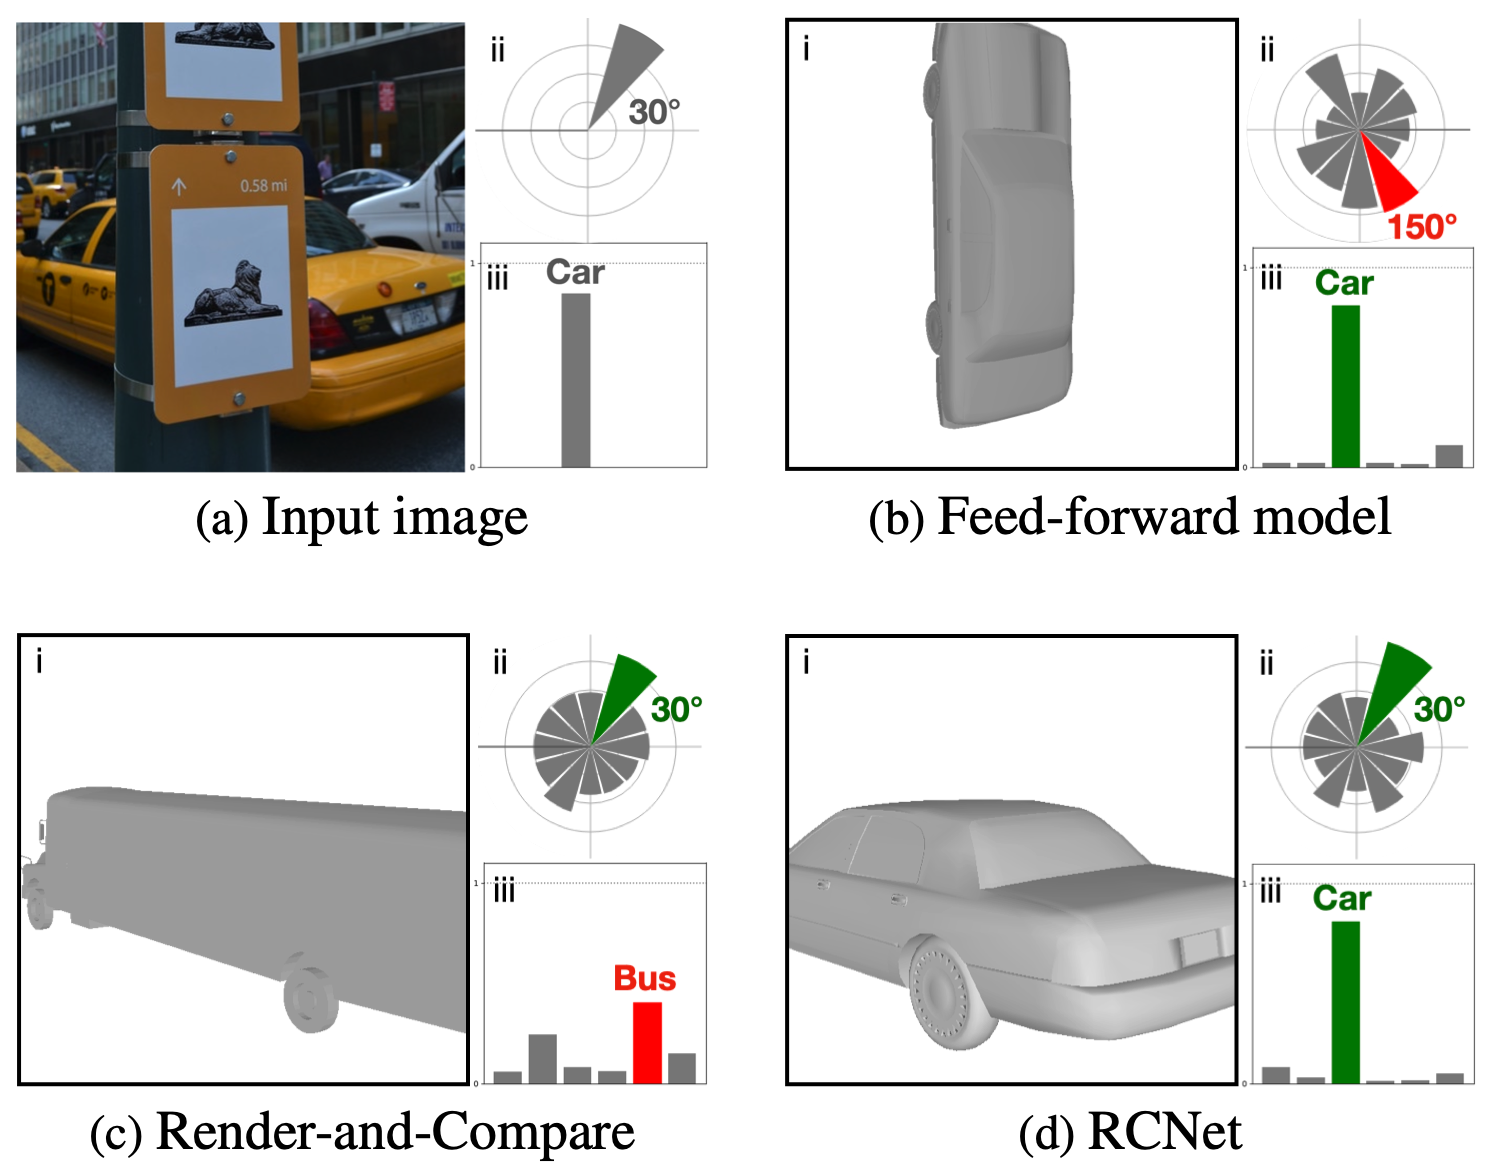 0.58 mi
T
ii
30°
1
iii
Car
0
(a) Input image
i
ii
150°
1
iii
Car
0
(b) Feed-forward model
i
ii
30°
1
iii
Bus
0
(c) Render-and-Compare
i
ii
30°
1
iii
Car
0
(d) RCNet